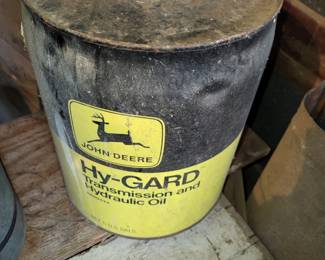 JOHN DEERE
Hy-GARD
Transmission and
Hydraulic Oil